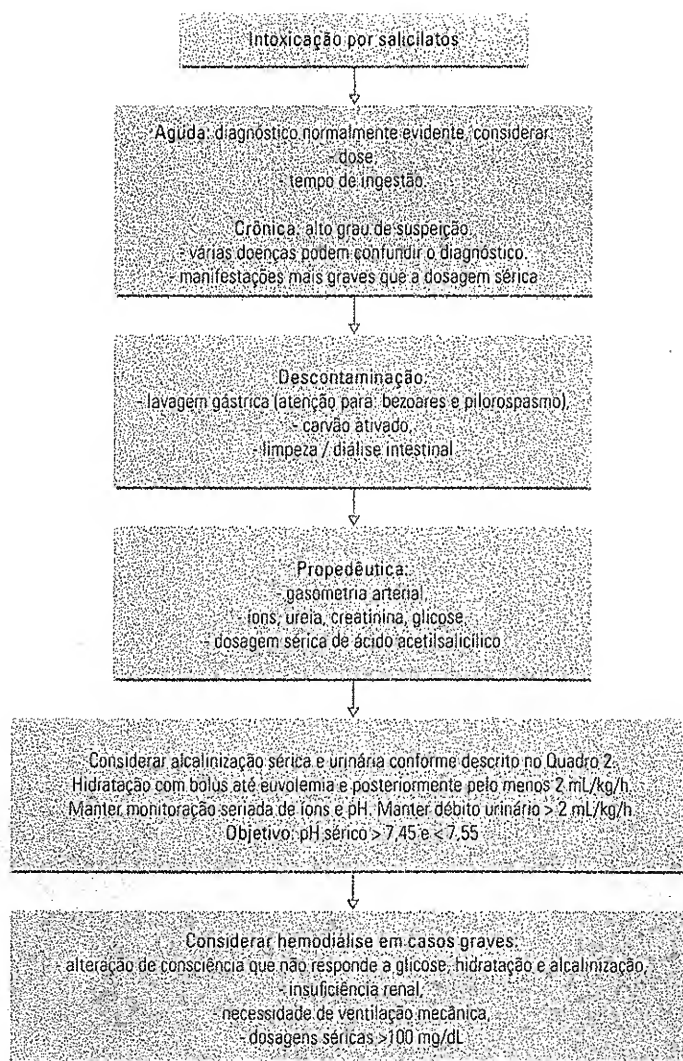 Intoxicação por salicilatos
Aguda: diagnóstico normalmente evidente, considerar:
- dose
- tempo de ingestão.
Crônica: alto grau de suspeição.
- várias doenças podem confundir o diagnóstico.
- manifestações mais graves que a dosagem sérica
Descontaminação:
- lavagem gástrica (atenção para: bezoares e pilorospasmo),
- carvão ativado,
- limpeza / diálise intestinal
Propedêutica:
- gasometria arterial,
- íons, ureia, creatinina, glicose,
- dosagem sérica de ácido acetilsalicílico
Considerar alcalinização sérica e urinária conforme descrito no Quadro 2.
Hidratação com bolus até euvolemia e posteriormente pelo menos 2 mL/kg/h.
Manter monitoração seriada de íons e pH. Manter débito urinário > 2 mL/kg/h
Objetivo: pH sérico > 7,45 e < 7.55
Considerar hemodiálise em casos graves:
- alteração de consciência que não responde a glicose, hidratação e alcalinização,
- insuficiência renal,
- necessidade de ventilação mecânica,
- dosagens séricas >100 mg/dL